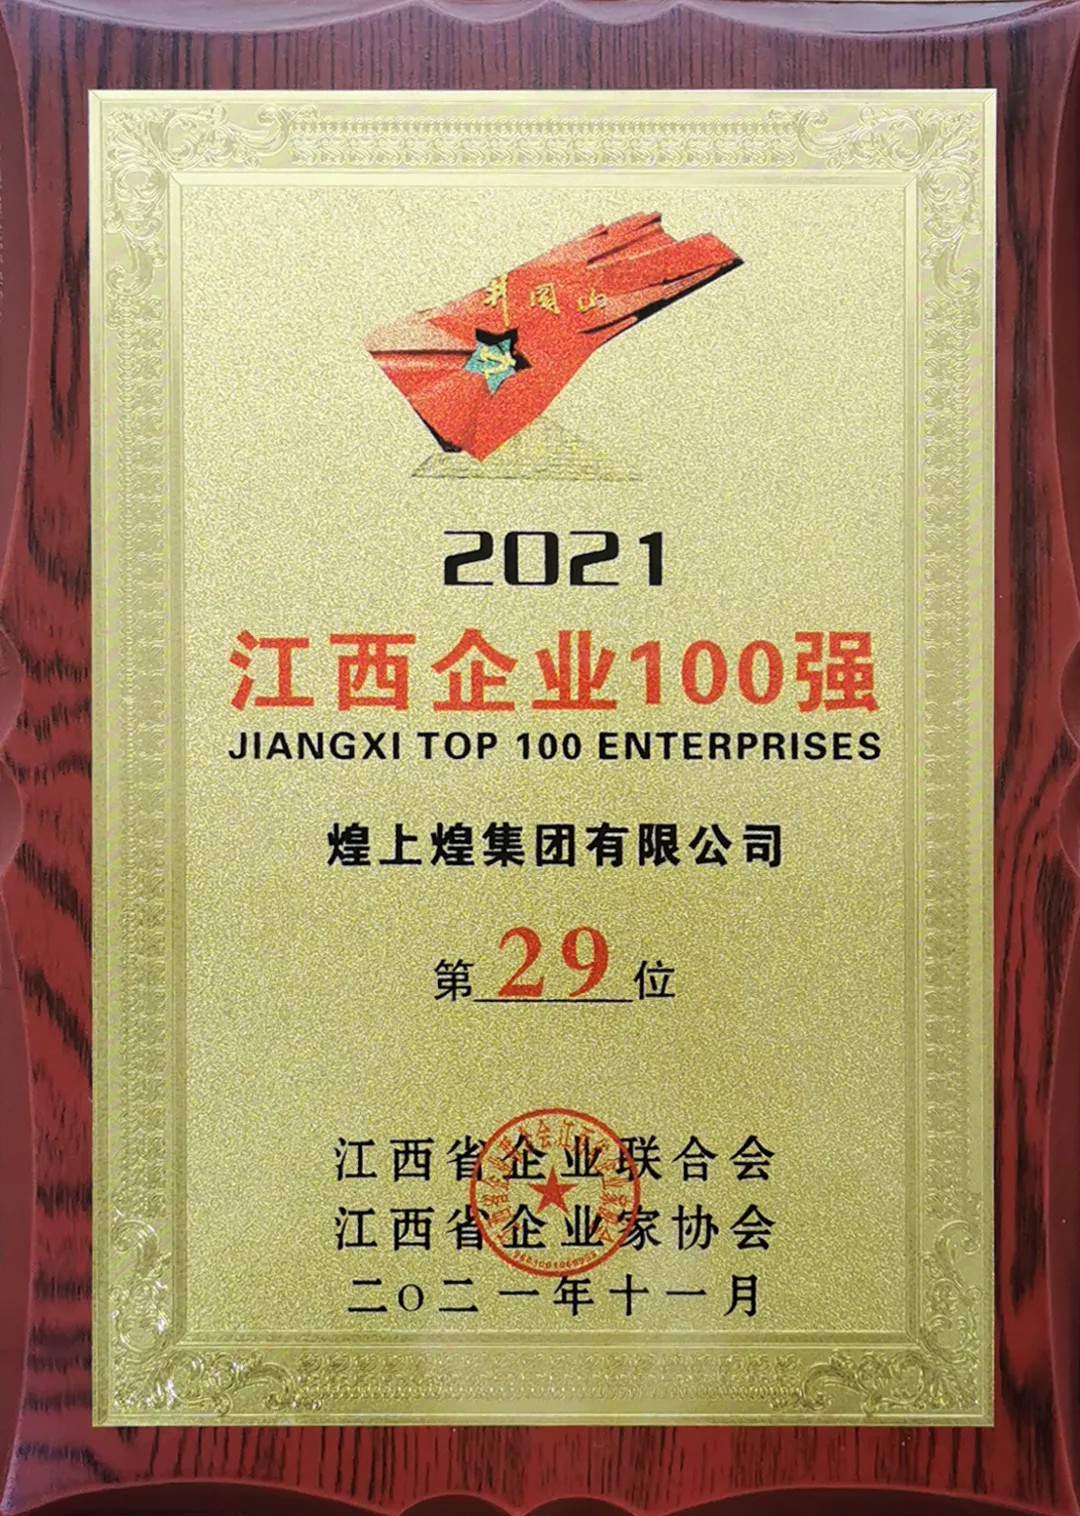 井冈山
2021
江西企业100强
JIANGXI TOP 100 ENTERPRISES
煌上煌集团有限公司
第29位
江西省企业联合会
江西省企业家协会
二〇二一年十一月